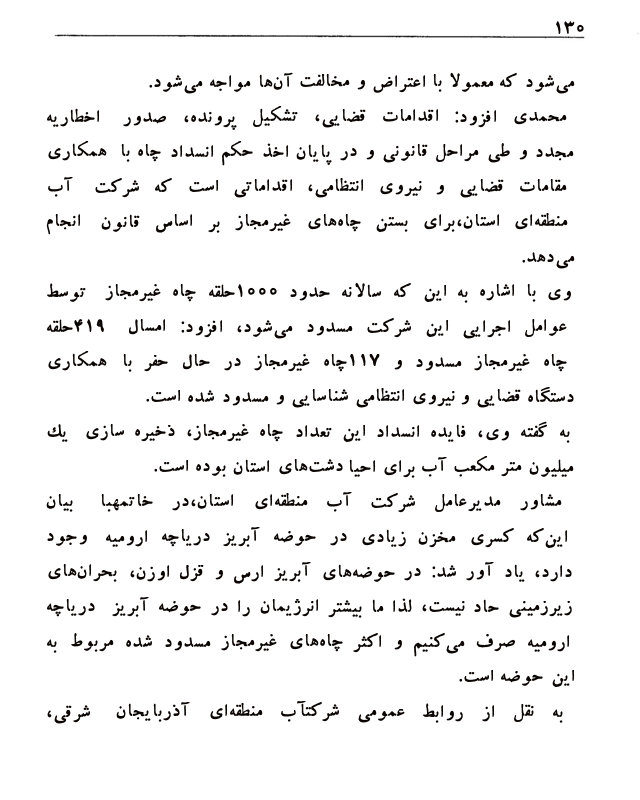 ۱۳۰
می‌شود که معمولا با اعتراض و مخالفت آن‌ها مواجه می‌شود.
محمدی افزود: اقدامات قضایی، تشکیل پرونده، صدور اخطاریه
مجدد و طی مراحل قانونی و در پایان اخذ حکم انسداد چاه با همکاری
مقامات قضایی و نیروی انتظامی، اقداماتی است که شرکت آب
منطقه‌ای استان،برای بستن چاه‌های غیرمجاز بر اساس قانون انجام
می‌دهد.
وی با اشاره به این که سالانه حدود ۱۰۰۰حلقه چاه غیرمجاز توسط
عوامل اجرایی این شرکت مسدود می‌شود، افزود: امسال ۴۱۹حلقه
چاه غیرمجاز مسدود و ۱۱۷چاه غیرمجاز در حال حفر با همکاری
دستگاه قضایی و نیروی انتظامی شناسایی و مسدود شده است.
به گفته وی، فایده انسداد این تعداد چاه غیرمجاز، ذخیره سازی یك
میلیون متر مکعب آب برای احیا دشت‌های استان بوده است.
مشاور مدیرعامل شرکت آب منطقه‌ای استان،در خاتمهبا بیان
این‌که کسری مخزن زیادی در حوضه آبریز دریاچه ارومیه وجود
دارد، یاد آور شد: در حوضه‌های آبریز ارس و قزل اوزن، بحران‌های
زیرزمینی حاد نیست، لذا ما بیشتر انرژیمان را در حوضه آبریز دریاچه
ارومیه صرف می‌کنیم و اکثر چاه‌های غیرمجاز مسدود شده مربوط به
این حوضه است.
به نقل از روابط عمومی شرکتآب منطقه‌ای آذربایجان شرقی،